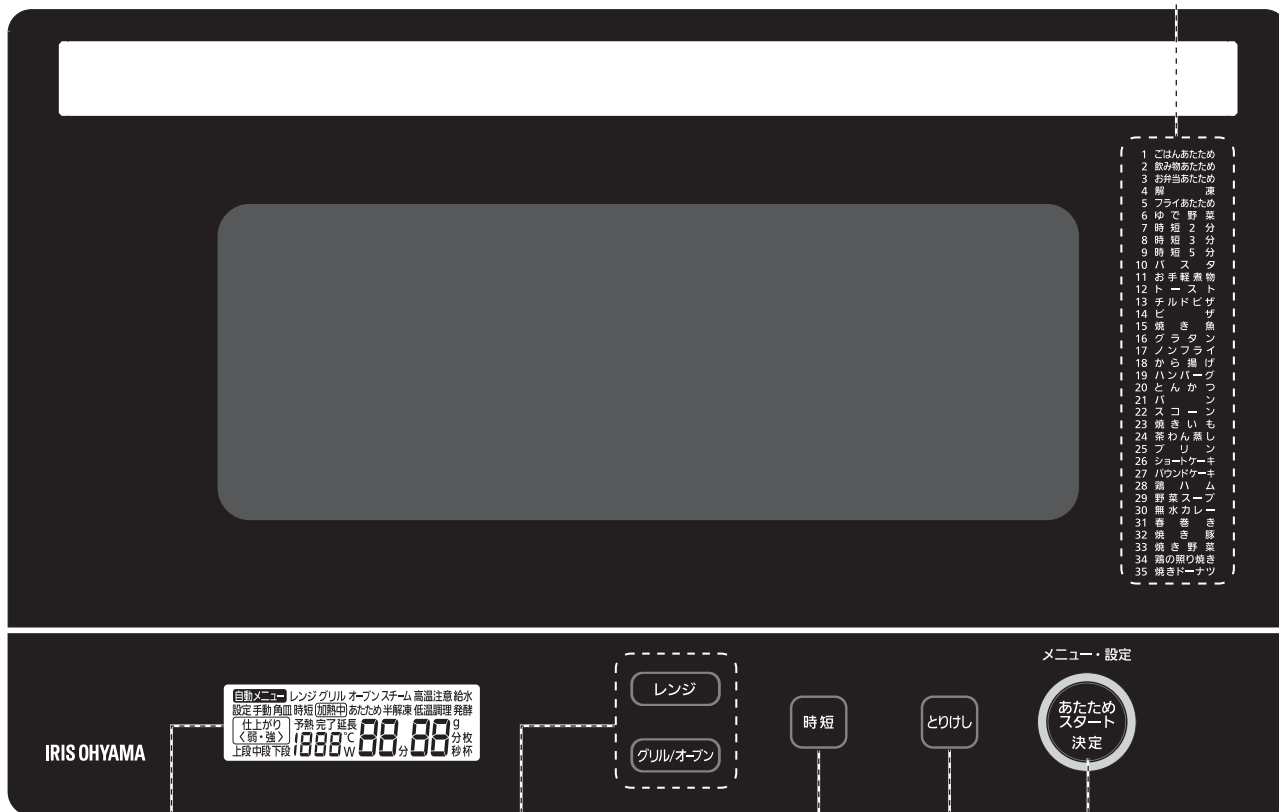 1 ごはんあたため
2 飲み物あたため
3 お弁当あたため
4 解凍
5 フライあたため
6 ゆで野菜
7 時短2分
8 時短3分
9 時短5分
10 パスタ
11 お手軽煮物
12 トースト
13 チルドピザ
14 ピザ
15 焼き魚
16 グラタン
17 ノンフライ
18 から揚げ
19 ハンバーグ
20 とんかつ
21 パン
22 スコーン
23 焼きいも
24 茶わん蒸し
25 プリン
26 ショートケーキ
27 パウンドケーキ
28 鶏ハム
29 野菜スープ
30 無水カレー
31 春巻き
32 焼き豚
33 焼き野菜
34 鶏の照り焼き
35 焼きドーナツ
IRIS OHYAMA
自動メニュー レンジ グリル オーブン スチーム 高温注意 給水
設定 手動 角皿 時短 加熱中 あたため 半解凍 低温調理 発酵
仕上がり 予熱 完了 延長
〈弱・強〉 1888 ℃ W 88 分 88 g 分 枚 秒 杯
上段 中段 下段
レンジ
グリル/オーブン
時短
とりけし
メニュー・設定
あたため
スタート
決定